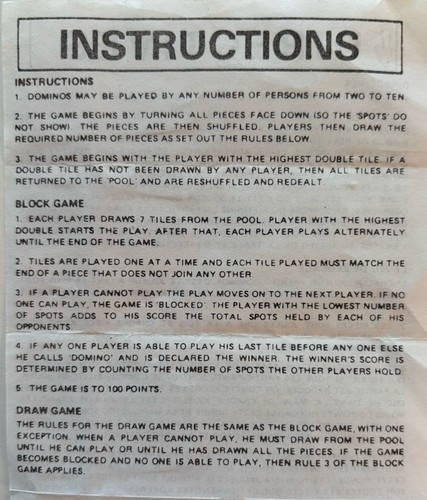 INSTRUCTIONS
INSTRUCTIONS
1. DOMINOS MAY BE PLAYED BY ANY NUMBER OF PERSONS FROM TWO TO TEN.
2. THE GAME BEGINS BY TURNING ALL PIECES FACE DOWN (SO THE 'SPOTS' DO
NOT SHOW). THE PIECES ARE THEN SHUFFLED. PLAYERS THEN DRAW THE
REQUIRED NUMBER OF PIECES AS SET OUT THE RULES BELOW.
3. THE GAME BEGINS WITH THE PLAYER WITH THE HIGHEST DOUBLE TILE. IF A
DOUBLE TILE HAS NOT BEEN DRAWN BY ANY PLAYER, THEN ALL TILES ARE
RETURNED TO THE 'POOL' AND ARE RESHUFFLED AND REDEALT
BLOCK GAME
1. EACH PLAYER DRAWS 7 TILES FROM THE POOL. PLAYER WITH THE HIGHEST
DOUBLE STARTS THE PLAY. AFTER THAT, EACH PLAYER PLAYS ALTERNATELY
UNTIL THE END OF THE GAME.
2. TILES ARE PLAYED ONE AT A TIME AND EACH TILE PLAYED MUST MATCH THE
END OF A PIECE THAT DOES NOT JOIN ANY OTHER.
3. IF A PLAYER CANNOT PLAY THE PLAY MOVES ON TO THE NEXT PLAYER. IF NO
ONE CAN PLAY, THE GAME IS 'BLOCKED'. THE PLAYER WITH THE LOWEST NUMBER
OF SPOTS ADDS TO HIS SCORE THE TOTAL SPOTS HELD BY EACH OF HIS
OPPONENTS
4. IF ANY ONE PLAYER IS ABLE TO PLAY HIS LAST TILE BEFORE ANY ONE ELSE
HE CALLS 'DOMINO' AND IS DECLARED THE WINNER. THE WINNER'S SCORE IS
DETERMINED BY COUNTING THE NUMBER OF SPOTS THE OTHER PLAYERS HOLD.
5. THE GAME IS TO 100 POINTS.
DRAW GAME
THE RULES FOR THE DRAW GAME ARE THE SAME AS THE BLOCK GAME, WITH ONE
EXCEPTION. WHEN A PLAYER CANNOT PLAY, HE MUST DRAW FROM THE POOL
UNTIL HE CAN PLAY OR UNTIL HE HAS DRAWN ALL THE PIECES. IF THE GAME
BECOMES BLOCKED AND NO ONE IS ABLE TO PLAY, THEN RULE 3 OF THE BLOCK
GAME APPLIES.